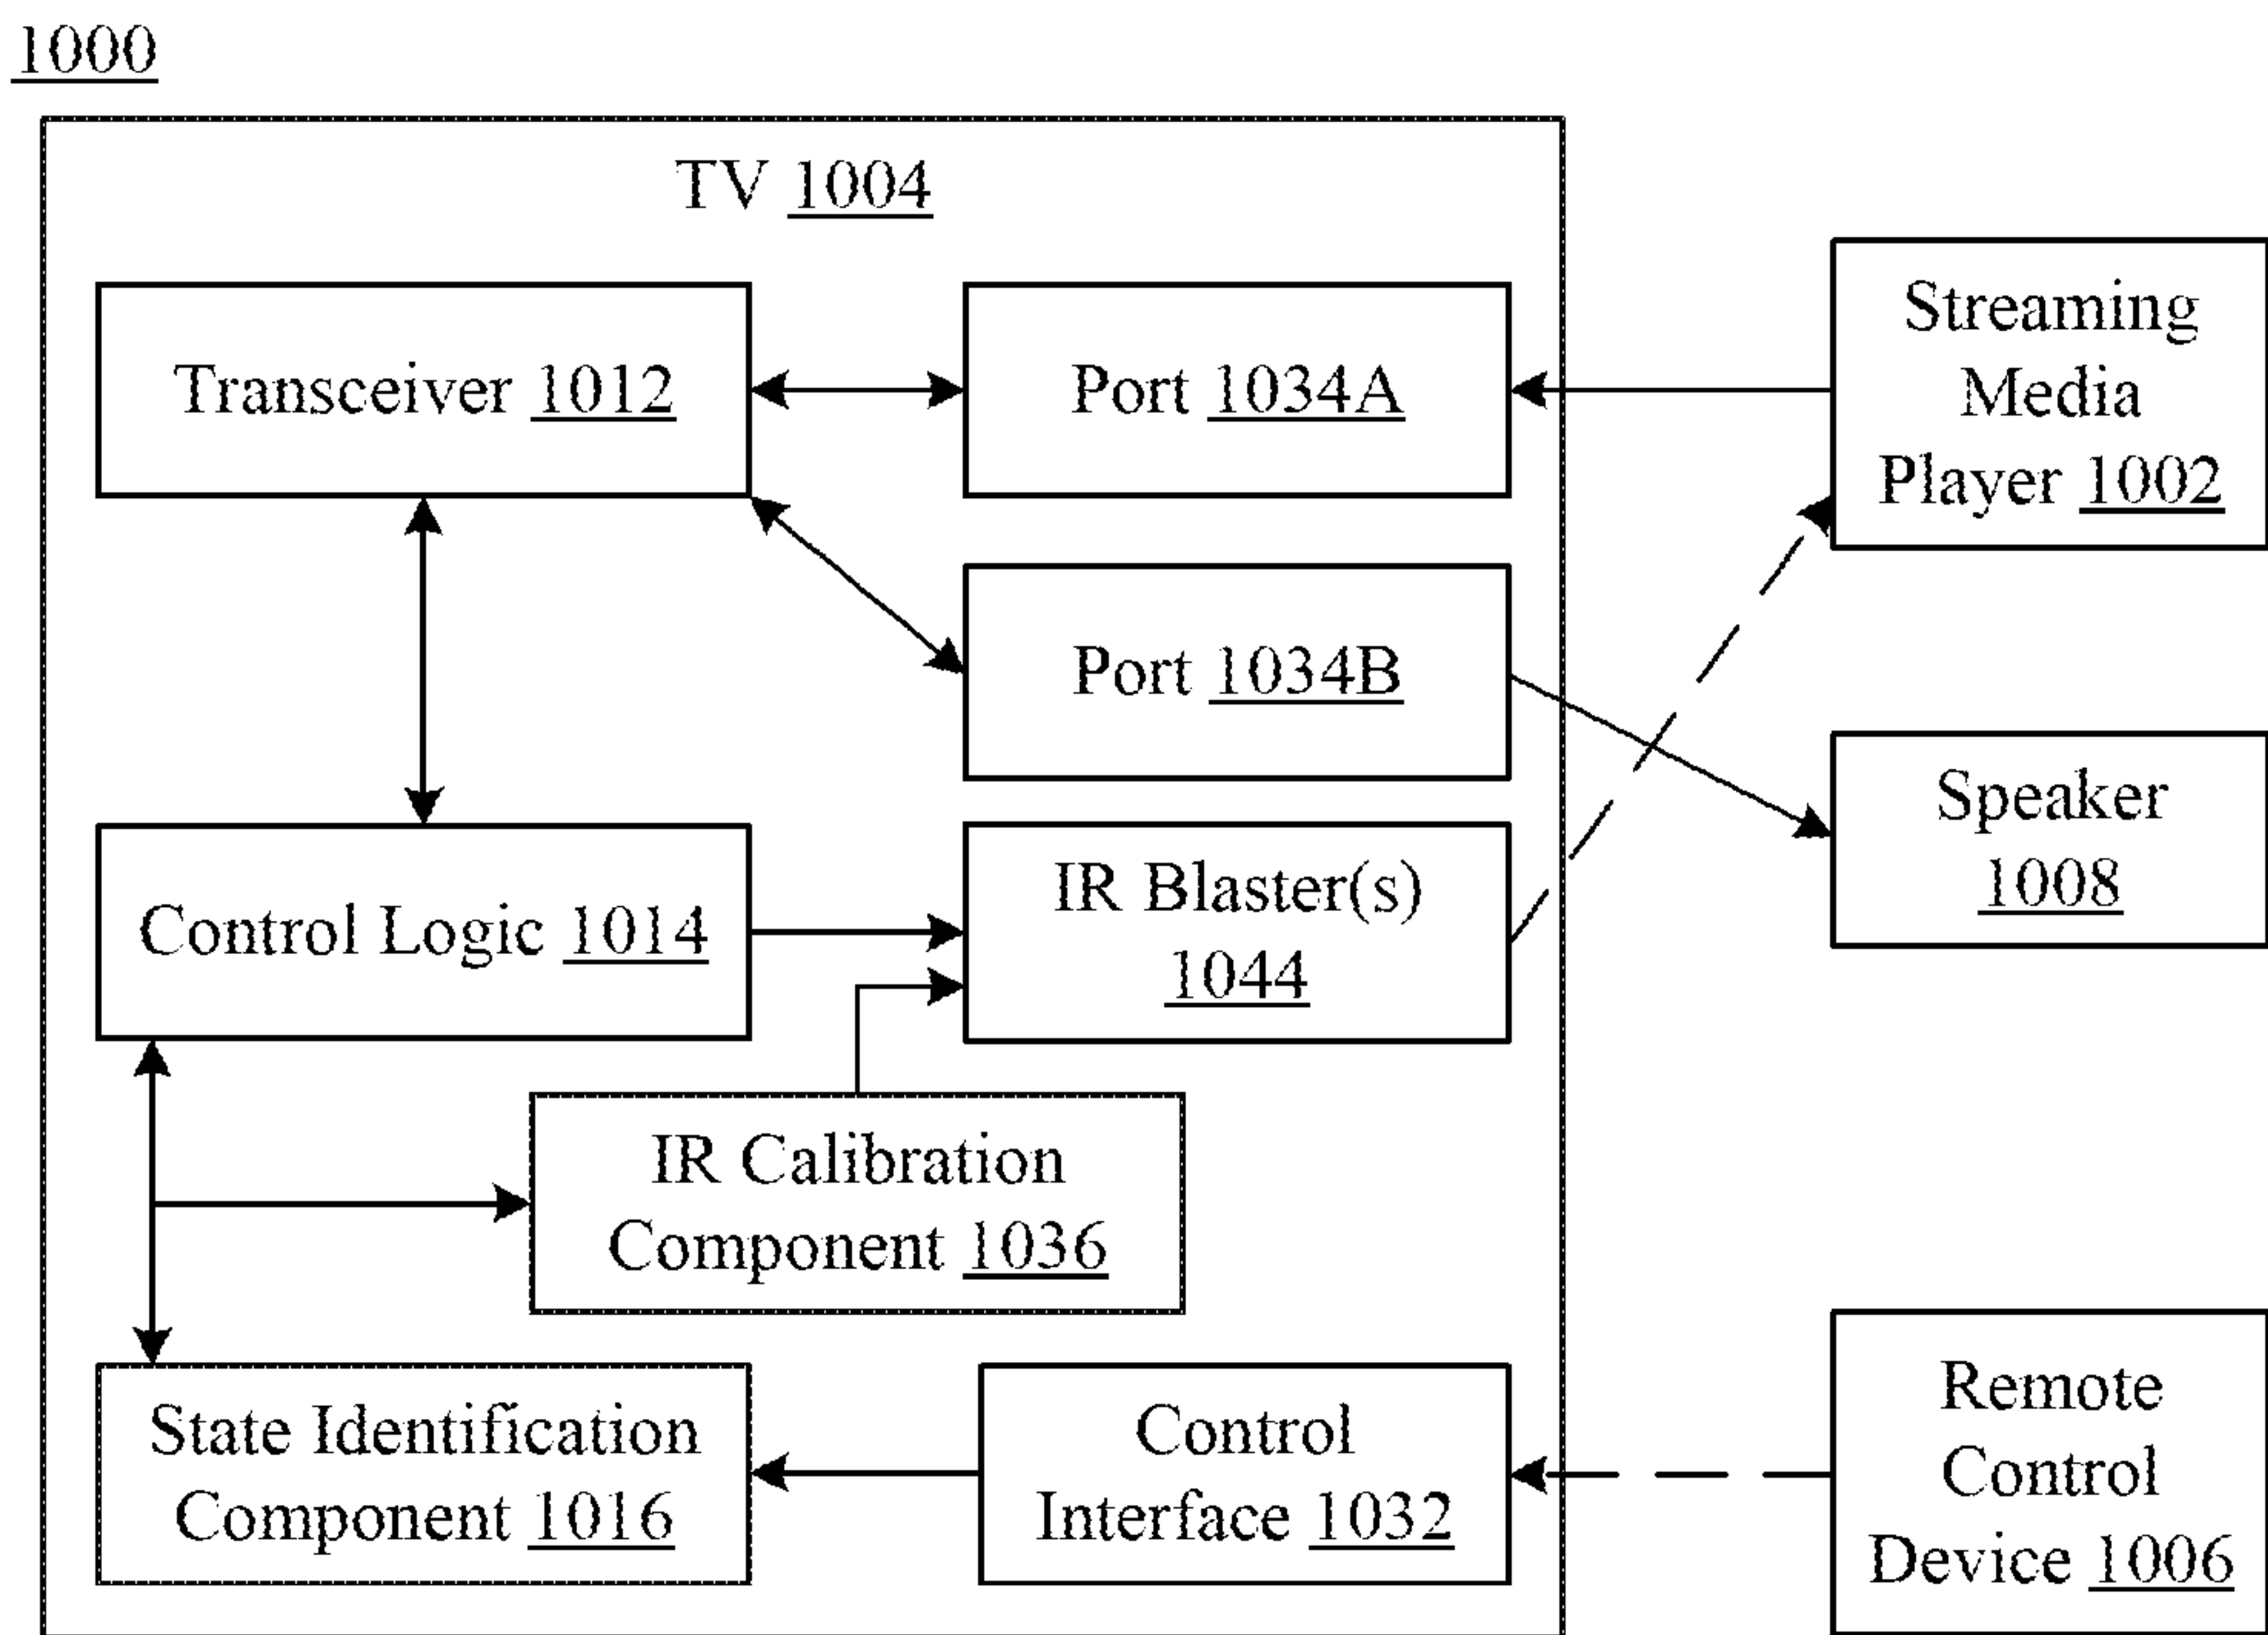 1000
TV 1004
Transceiver 1012
Port 1034A
Streaming
Media
Player 1002
Port 1034B
Speaker
1008
Control Logic 1014
IR Blaster(s)
1044
IR Calibration
Component 1036
State Identification
Component 1016
Control
Interface 1032
Remote
Control
Device 1006